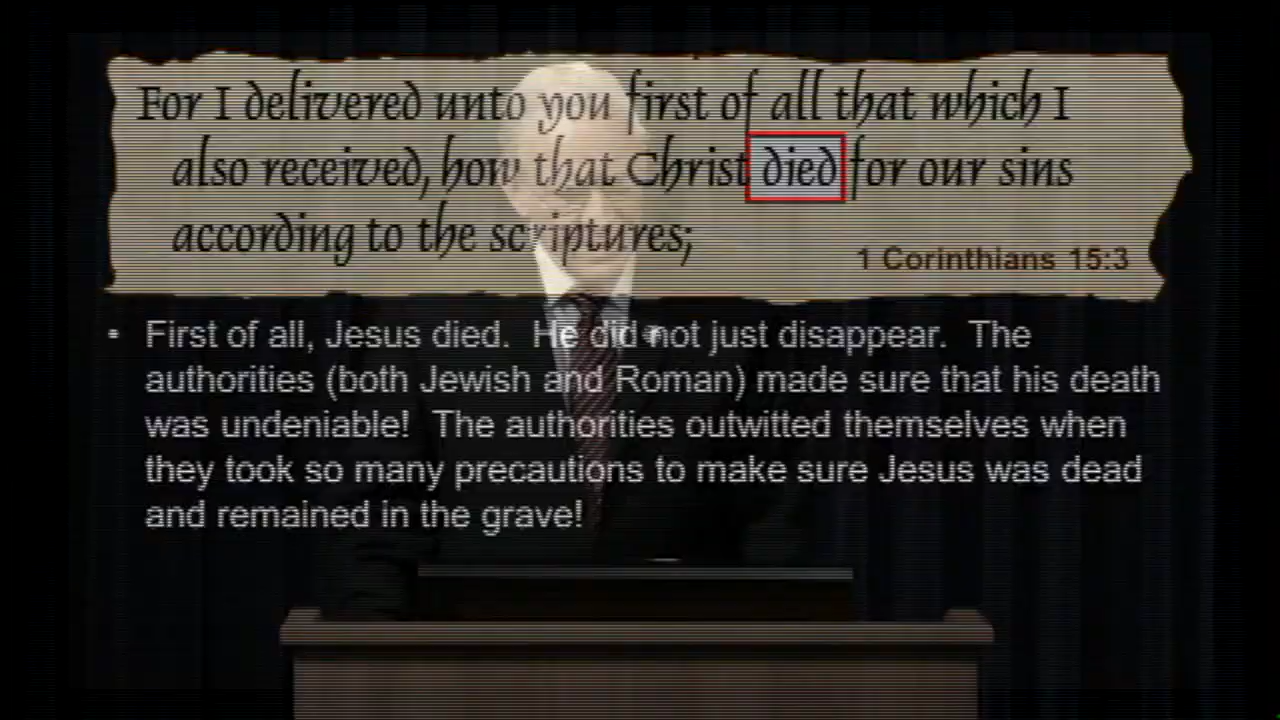 For I delivered unto you first of all that which I
also received, how that Christ died for our sins
according to the scriptures;
1 Corinthians 15:3
• First of all, Jesus died.  He did not just disappear.  The
authorities (both Jewish and Roman) made sure that his death
was undeniable!  The authorities outwitted themselves when
they took so many precautions to make sure Jesus was dead
and remained in the grave!